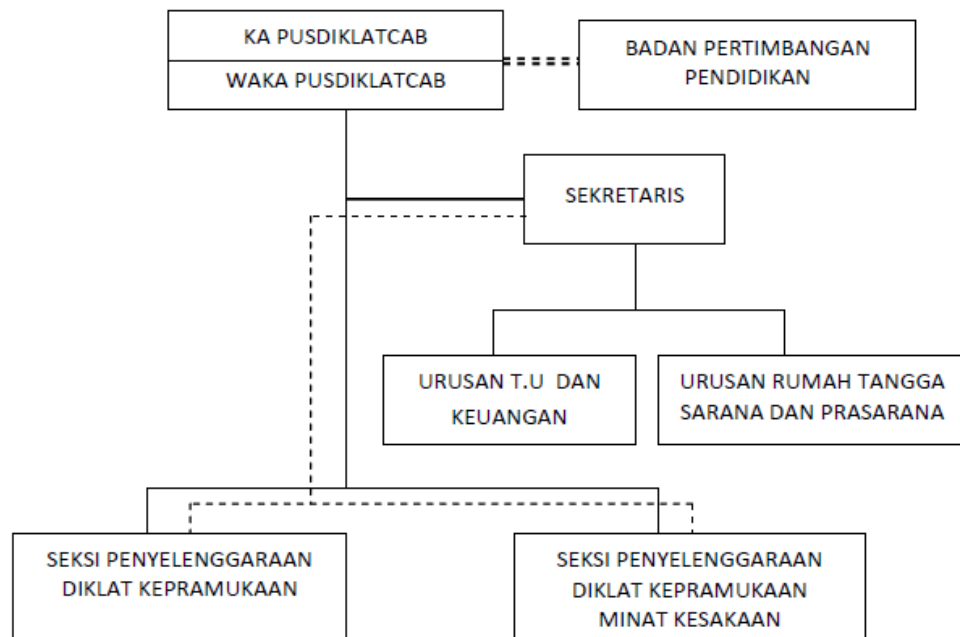 KA PUSDIKLATCAB
WAKA PUSDIKLATCAB
BADAN PERTIMBANGAN
PENDIDIKAN
SEKRETARIS
URUSAN T.U DAN
KEUANGAN
URUSAN RUMAH TANGGA
SARANA DAN PRASARANA
SEKSI PENYELENGGARAAN
DIKLAT KEPRAMUKAAN
SEKSI PENYELENGGARAAN
DIKLAT KEPRAMUKAAN
MINAT KESAKAAN